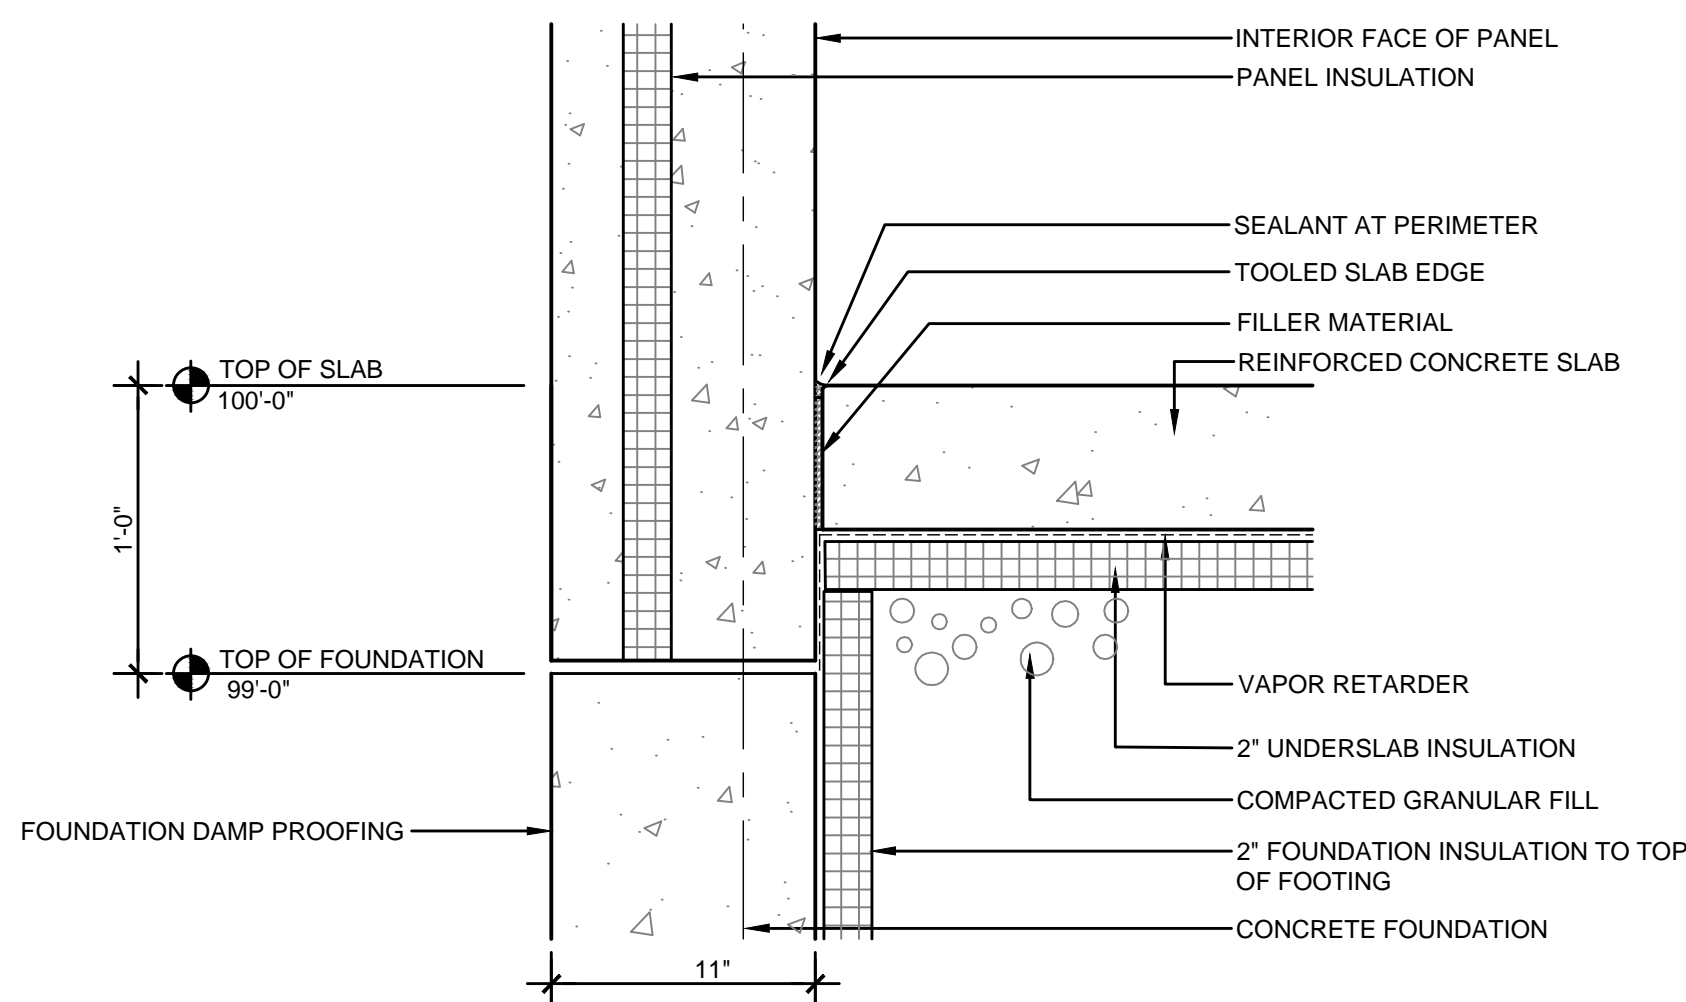 INTERIOR FACE OF PANEL
PANEL INSULATION
SEALANT AT PERIMETER
TOOLED SLAB EDGE
FILLER MATERIAL
REINFORCED CONCRETE SLAB
TOP OF SLAB
100'-0"
1'-0"
TOP OF FOUNDATION
99'-0"
VAPOR RETARDER
2" UNDERSLAB INSULATION
COMPACTED GRANULAR FILL
FOUNDATION DAMP PROOFING
2" FOUNDATION INSULATION TO TOP
OF FOOTING
CONCRETE FOUNDATION
11"